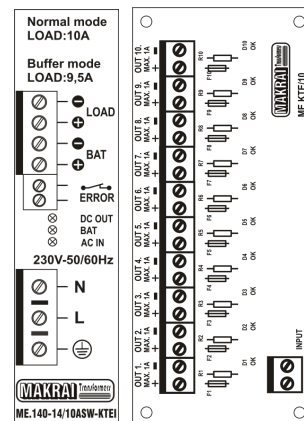 Normal mode
LOAD:10A
Buffer mode
LOAD:9,5A
LOAD
BAT
ERROR
DC OUT
BAT
AC IN
230V-50/60Hz
N
L
MAKRAI Transformers
ME.140-14/10ASW-KTEI
OUT 10.
MAX. 1A
R10
F10
D10
OK
OUT 9.
MAX. 1A
R9
F9
D9
OK
OUT 8.
MAX. 1A
R8
F8
D8
OK
OUT 7.
MAX. 1A
R7
F7
D7
OK
OUT 6.
MAX. 1A
R6
F6
D6
OK
OUT 5.
MAX. 1A
R5
F5
D5
OK
OUT 4.
MAX. 1A
R4
F4
D4
OK
OUT 3.
MAX. 1A
R3
F3
D3
OK
OUT 2.
MAX. 1A
R2
F2
D2
OK
OUT 1.
MAX. 1A
R1
F1
D1
OK
MAKRAI Transformers
ME.KTE/10
INPUT